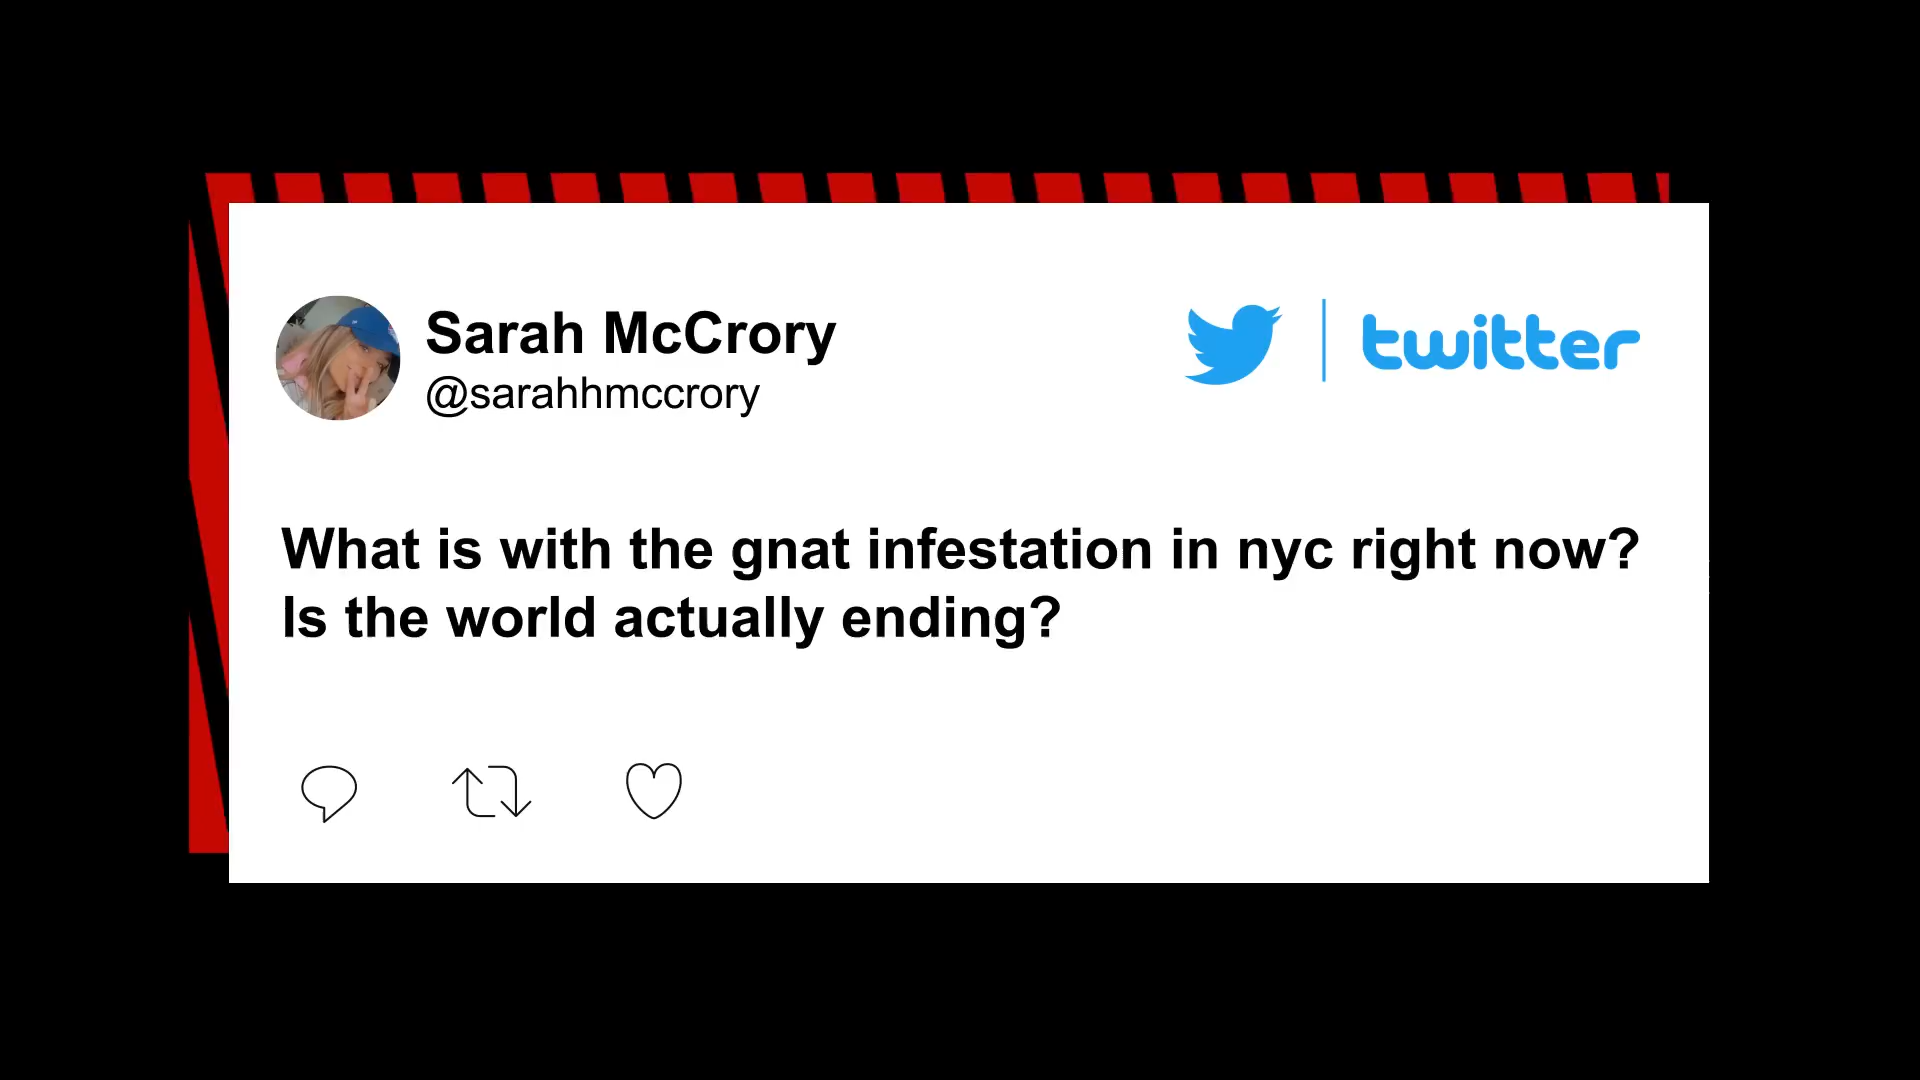 Sarah McCrory
@sarahhmccrory
twitter
What is with the gnat infestation in nyc right now?
Is the world actually ending?